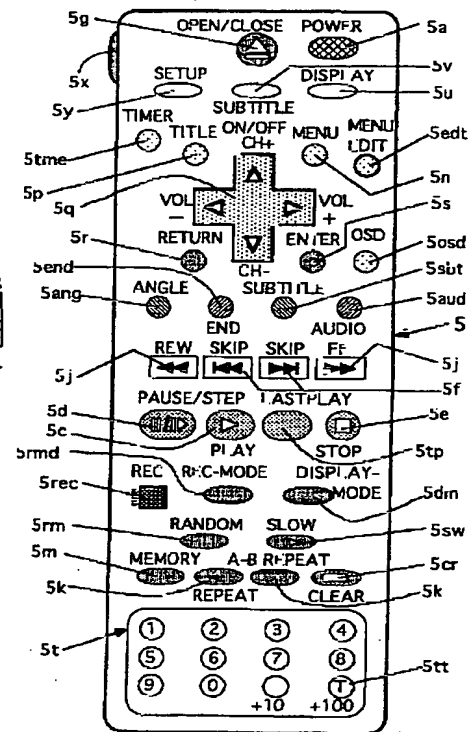 5g OPEN/CLOSE POWER 5a
5x
SETUP DISPLAY 5v
5y SUBTITLE 5u
TIMER TITLE ON/OFF MENU MENU EDIT 5edt
5tme CH+
5p 5n
5q VOL - VOL + 5s
5r RETURN ENTER OSD 5osd
5end CH- SUBTITLE 5sbt
5ang ANGLE
END AUDIO 5aud
REW SKIP SKIP FF 5
5j 5j
5f
5d PAUSE/STEP LASTPLAY 5e
5c PLAY STOP
5rmd 5tp
5rec REC REC-MODE DISPLAY-MODE 5dm
5rm RANDOM SLOW 5sw
5m MEMORY A-B REPEAT 5cr
5k REPEAT CLEAR 5k
5t 1 2 3 4
5 6 7 8 5tt
9 0 T
+10 +100